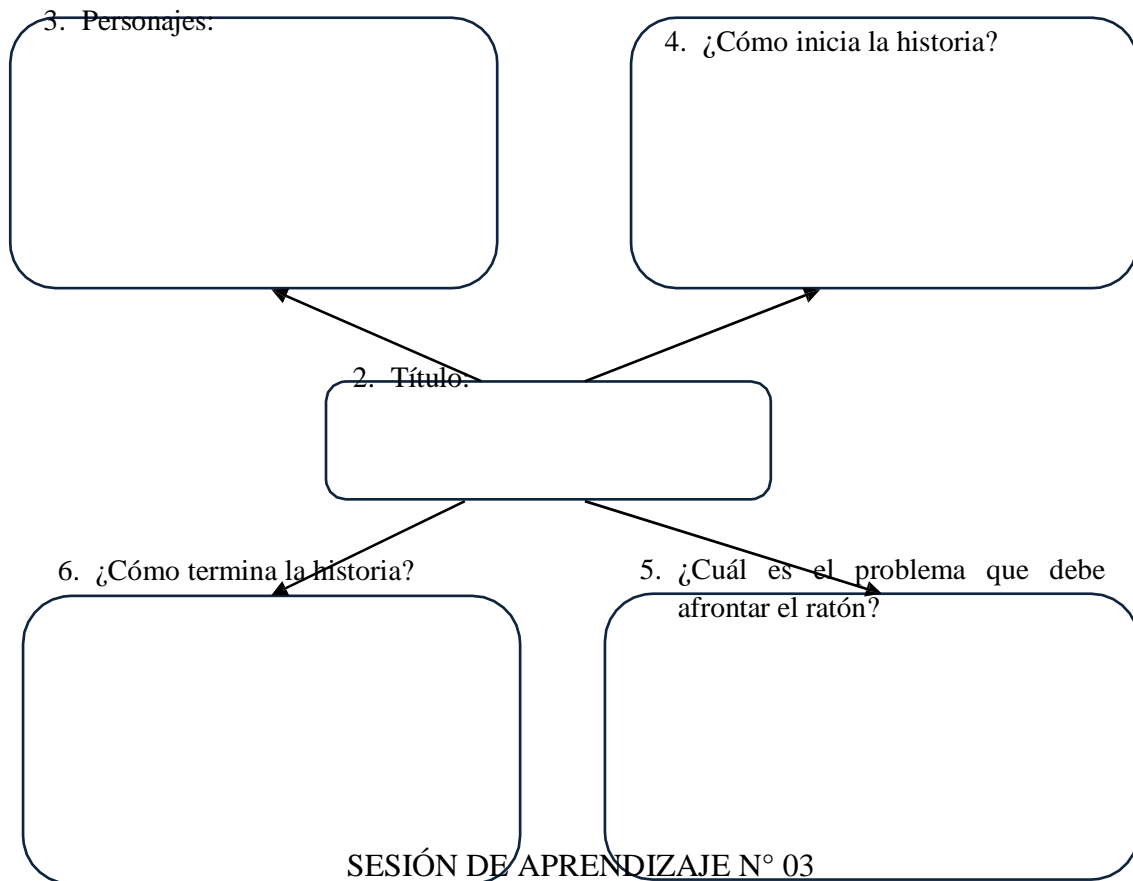 3. Personajes:
4. ¿Cómo inicia la historia?
2. Título:
6. ¿Cómo termina la historia?
5. ¿Cuál es el problema que debe
afrontar el ratón?
SESIÓN DE APRENDIZAJE N° 03